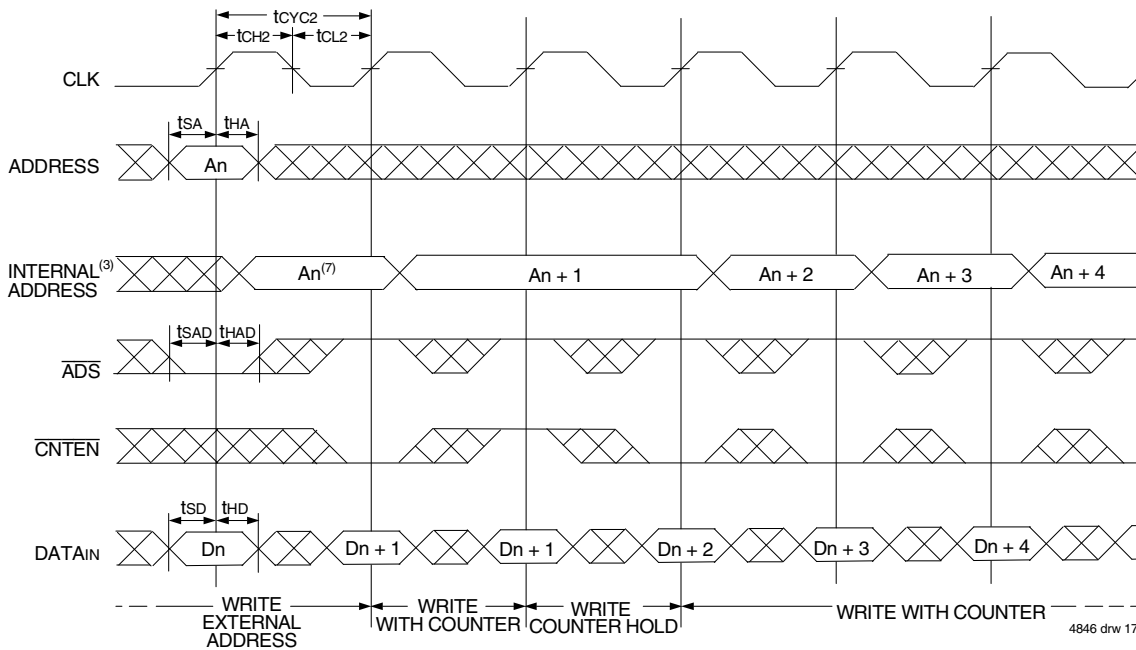 tCYC2
tCH2 tCL2
CLK
tSA tHA
ADDRESS An
INTERNAL(3)
ADDRESS
An(7) An + 1 An + 2 An + 3 An + 4
tSAD tHAD
ADS
CNTEN
tSD tHD
DATAIN Dn Dn + 1 Dn + 1 Dn + 2 Dn + 3 Dn + 4
WRITE
EXTERNAL
ADDRESS
WRITE
WITH COUNTER
WRITE
COUNTER HOLD
WRITE WITH COUNTER
4846 drw 17